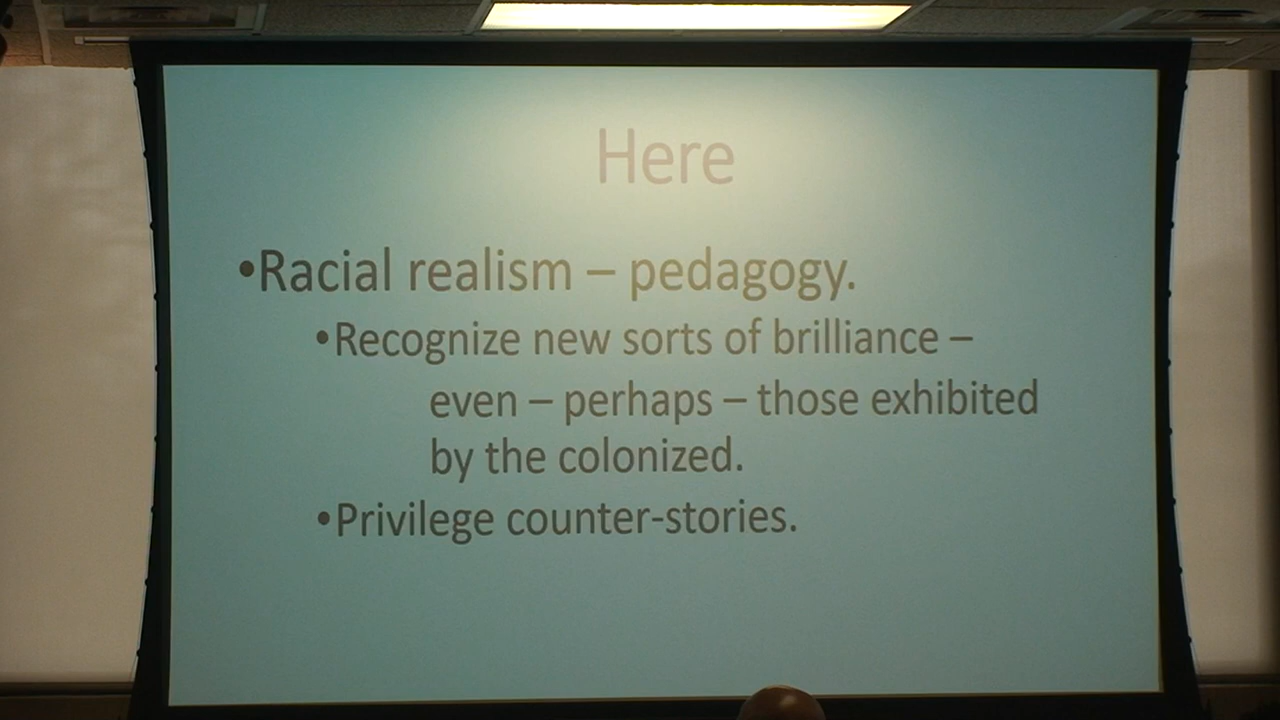 Here
•Racial realism – pedagogy.
•Recognize new sorts of brilliance –
even – perhaps – those exhibited
by the colonized.
•Privilege counter-stories.